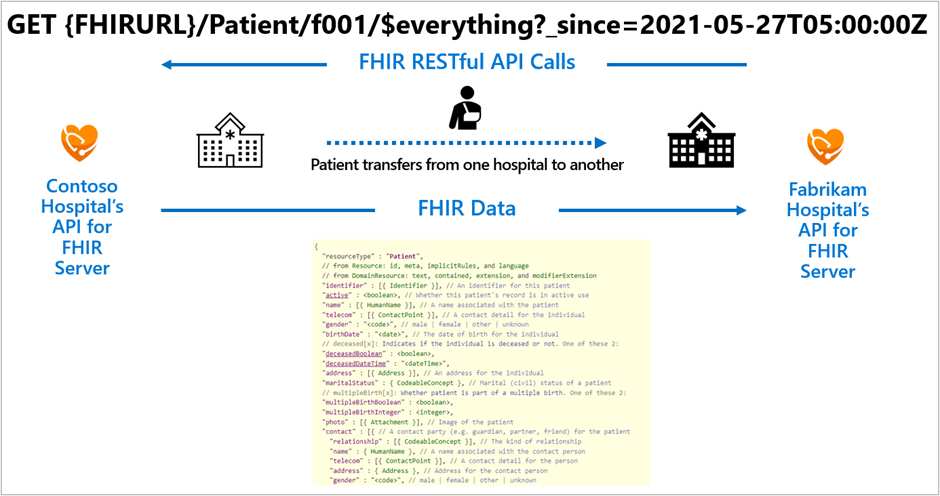 GET {FHIRURL}/Patient/f001/$everything?_since=2021-05-27T05:00:00Z
FHIR RESTful API Calls
Patient transfers from one hospital to another
Contoso
Hospital's
API for
FHIR
Server
FHIR Data
Fabrikam
Hospital's
API for
FHIR
Server
{
"resourceType" : "Patient",
// from Resource: id, meta, implicitRules, and language
// from DomainResource: text, contained, extension, and modifierExtension
"identifier" : [{ Identifier }], // An identifier for this patient
"active" : <boolean>, // Whether this patient's record is in active use
"name" : [{ HumanName }], // A name associated with the patient
"telecom" : [{ ContactPoint }], // A contact detail for the individual
"gender" : "<code>", // male | female | other | unknown
"birthDate" : "<date>", // The date of birth for the individual
// deceased[x]: Indicates if the individual is deceased or not. One of these 2:
"deceasedBoolean" : <boolean>,
"deceasedDateTime" : "<dateTime>",
"address" : [{ Address }], // An address for the individual
"maritalStatus" : { CodeableConcept }, // Marital (civil) status of a patient
// multipleBirth[x]: Whether patient is part of a multiple birth. One of these 2:
"multipleBirthBoolean" : <boolean>,
"multipleBirthInteger" : <integer>,
"photo" : [{ Attachment }], // Image of the patient
"contact" : [{ // A contact party (e.g. guardian, partner, friend) for the patient
"relationship" : [{ CodeableConcept }], // The kind of relationship
"name" : { HumanName }, // A name associated with the contact person
"telecom" : [{ ContactPoint }], // A contact detail for the person
"address" : { Address }, // Address for the contact person
"gender" : "<code>", // male | female | other | unknown